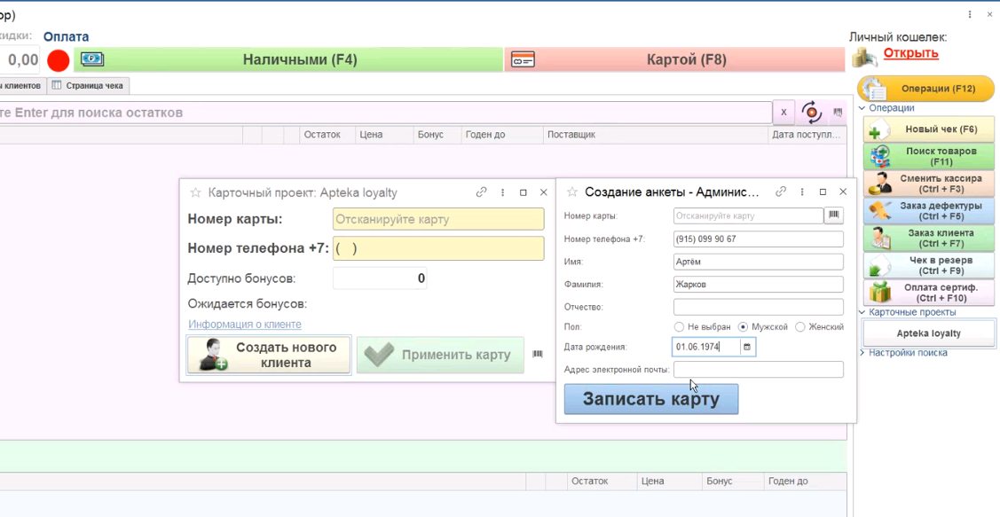 ор)
кидки: Оплата
0,00 Наличными (F4) Картой (F8)
Личный кошелек:
Открыть
ы клиентов Страница чека
те Enter для поиска остатков x
Остаток Цена Бонус Годен до Поставщик Дата поступл...
Операции (F12)
Операции
Новый чек (F6)
Поиск товаров
(F11)
Сменить кассира
(Ctrl + F3)
Заказ дефектуры
(Ctrl + F5)
Заказ клиента
(Ctrl + F7)
Чек в резерв
(Ctrl + F9)
Оплата сертиф.
(Ctrl + F10)
Карточные проекты
Apteka loyalty
Настройки поиска
Карточный проект: Apteka loyalty
Номер карты: Отсканируйте карту
Номер телефона +7: ( )
Доступно бонусов: 0
Ожидается бонусов:
Информация о клиенте
Создать нового
клиента
Применить карту
Создание анкеты - Админис...
Номер карты: Отсканируйте карту
Номер телефона +7: (915) 099 90 67
Имя: Артём
Фамилия: Жарков
Отчество:
Пол: Не выбран Мужской Женский
Дата рождения: 01.06.1974
Адрес электронной почты:
Записать карту
Остаток Цена Бонус Годен до